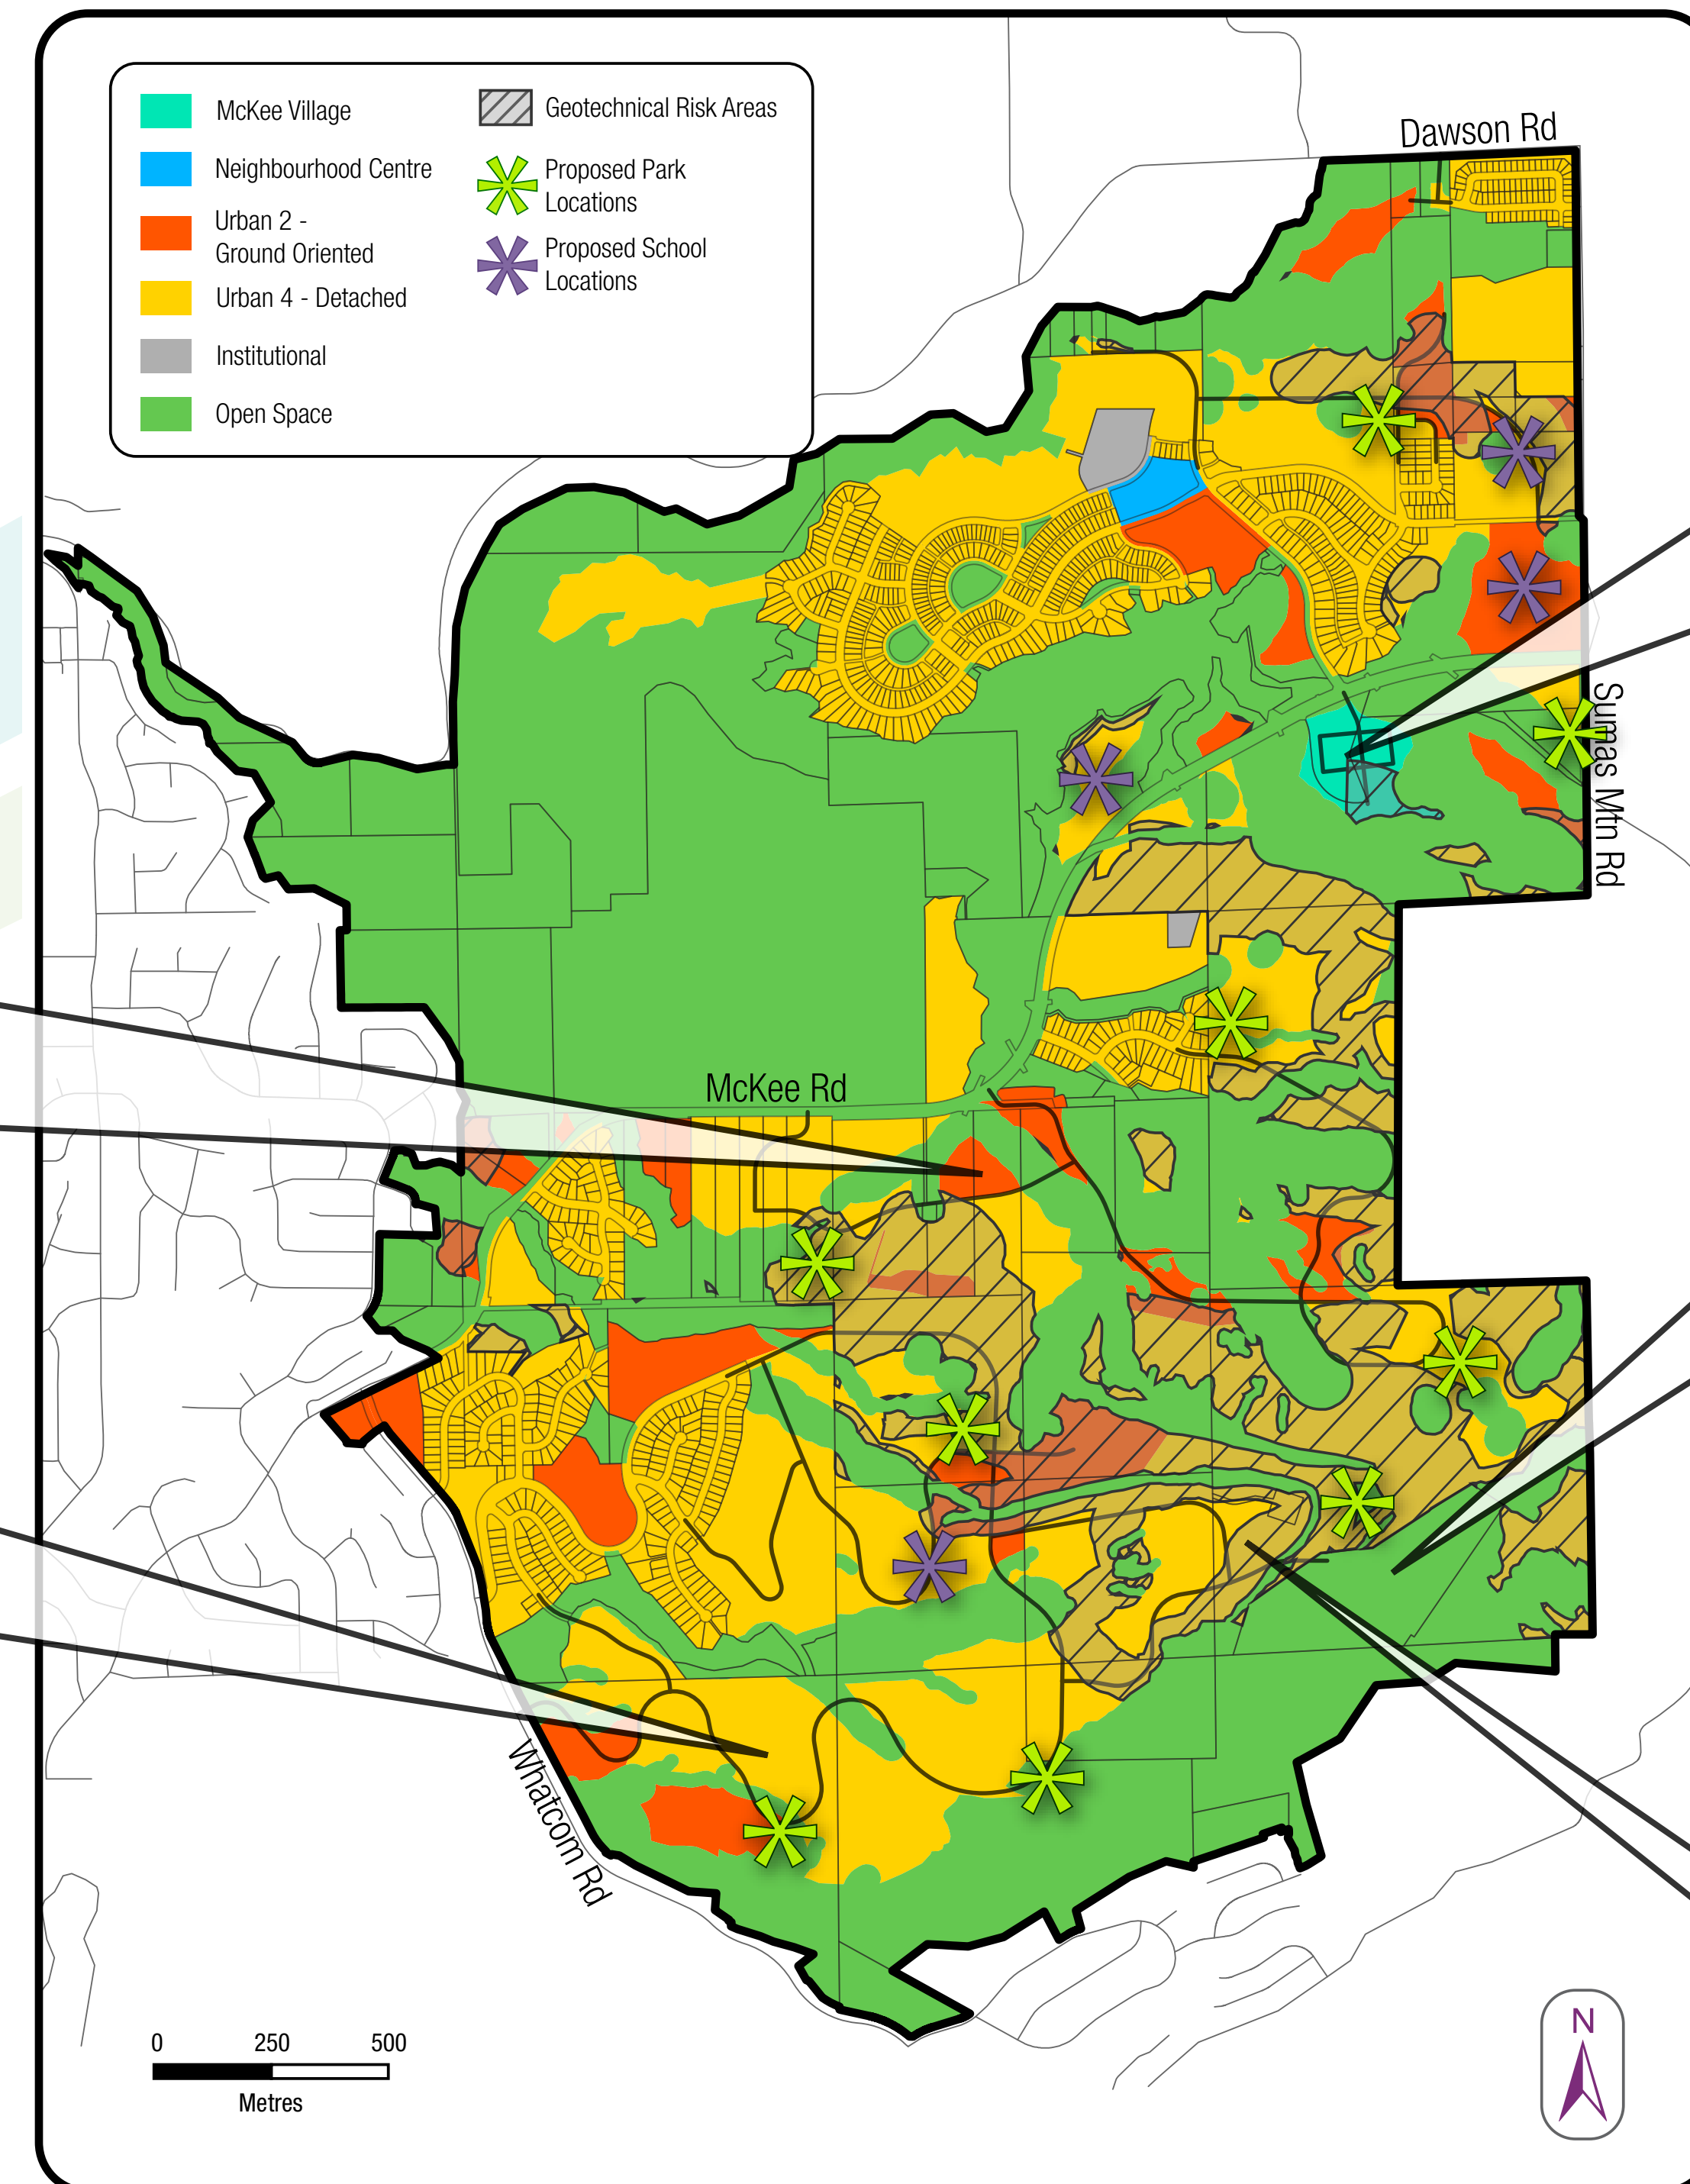 McKee Village
Neighbourhood Centre
Urban 2 -
Ground Oriented
Urban 4 - Detached
Institutional
Open Space
Geotechnical Risk Areas
Proposed Park
Locations
Proposed School
Locations
Dawson Rd
Sumas Mtn Rd
McKee Rd
Whatcom Rd
0 250 500
Metres
N